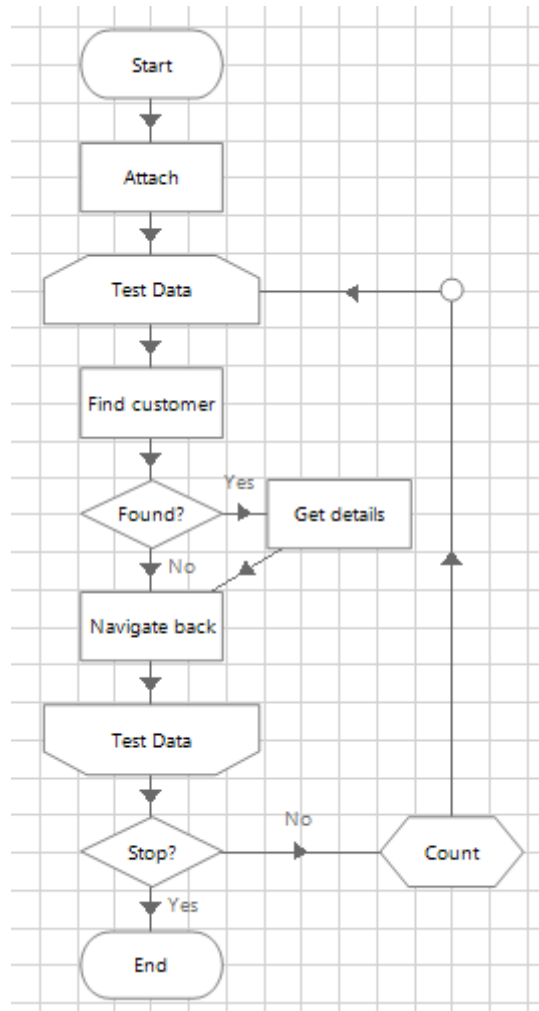 Start
Attach
Test Data
Find customer
Yes
Found?
Get details
No
Navigate back
Test Data
No
Stop?
Count
Yes
End